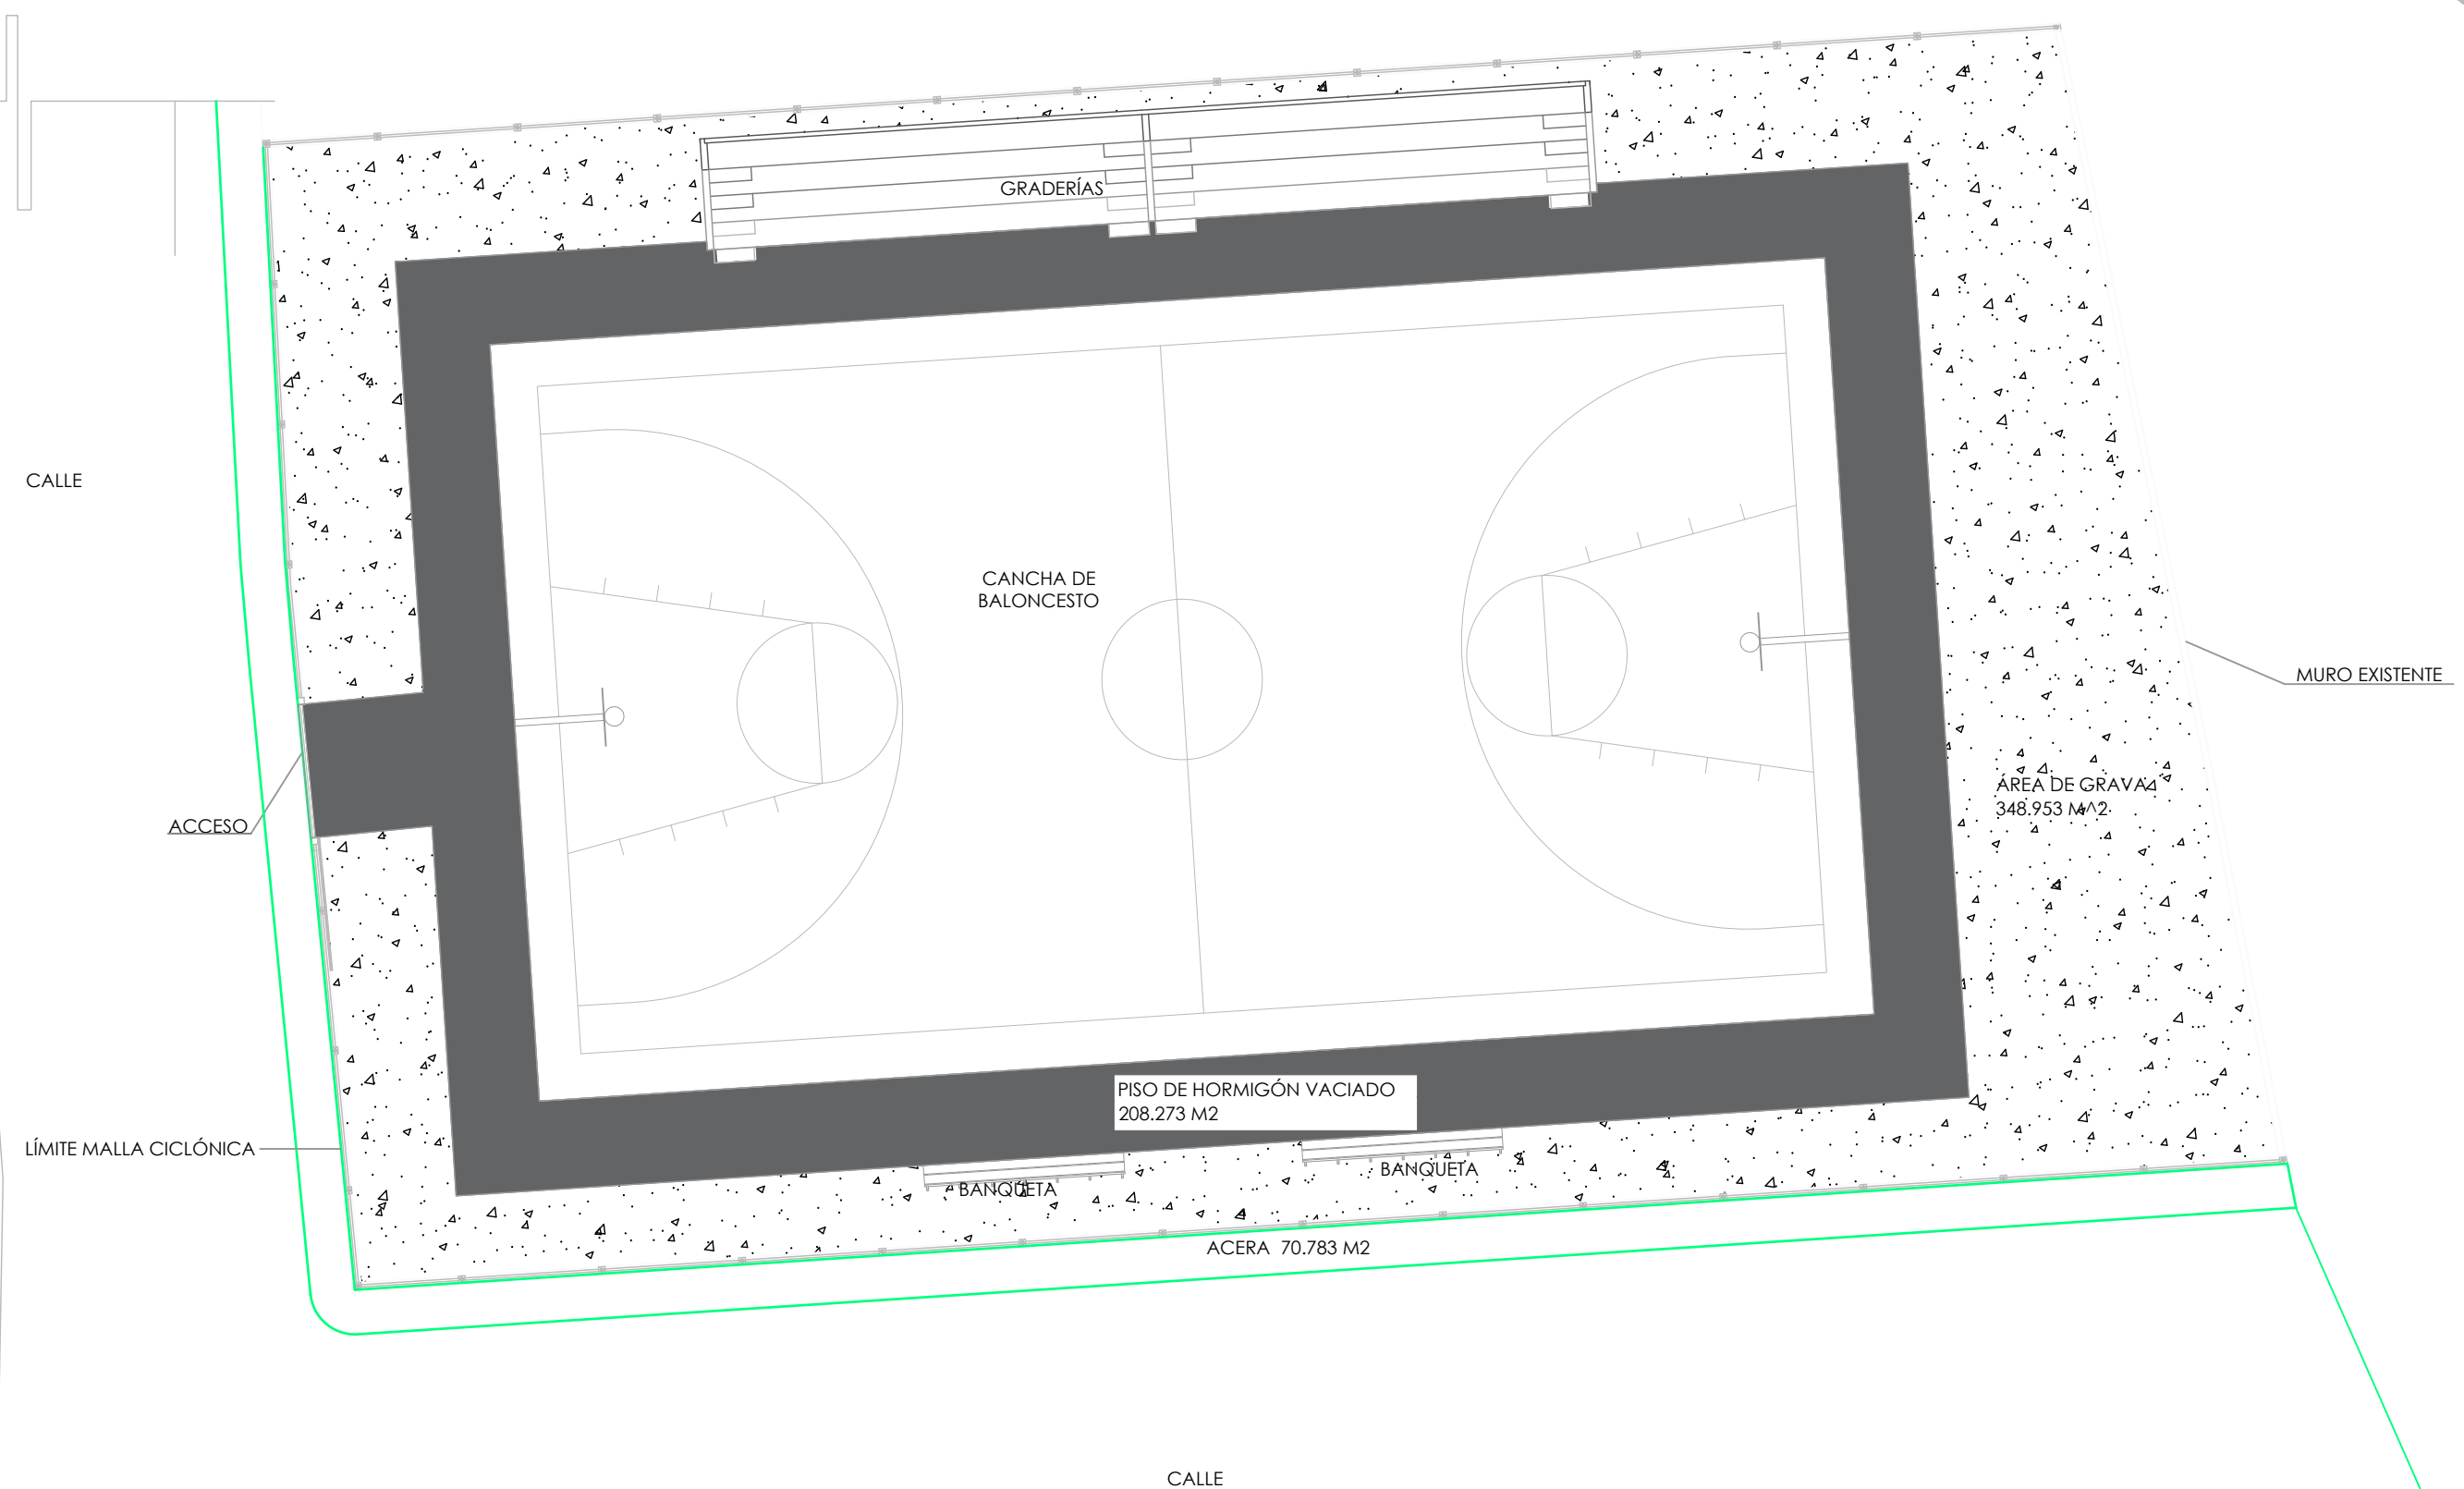 GRADERÍAS
CALLE
CANCHA DE
BALONCESTO
MURO EXISTENTE
ÁREA DE GRAVA
348.953 M^2
ACCESO
PISO DE HORMIGÓN VACIADO
208.273 M2
LÍMITE MALLA CICLÓNICA
BANQUETA
BANQUETA
ACERA 70.783 M2
CALLE